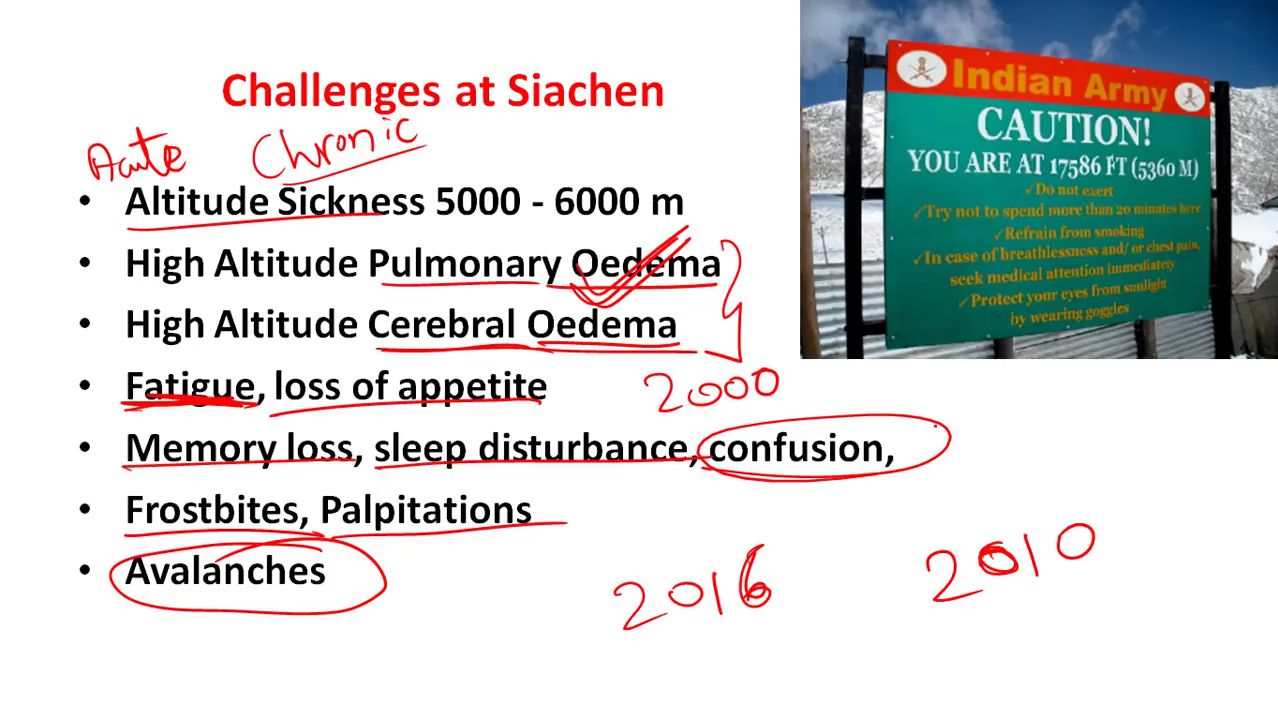 Challenges at Siachen
Acute Chronic
• Altitude Sickness 5000 - 6000 m
• High Altitude Pulmonary Oedema
• High Altitude Cerebral Oedema
• Fatigue, loss of appetite
2000
• Memory loss, sleep disturbance, confusion,
• Frostbites, Palpitations
• Avalanches
2016 2010
Indian Army
CAUTION!
YOU ARE AT 17586 FT (5360 M)
✓Do not exert
✓Try not to spend more than 20 minutes here
✓Refrain from smoking
✓In case of breathlessness and/ or chest pain,
seek medical attention immediately
✓Protect your eyes from sunlight
by wearing goggles